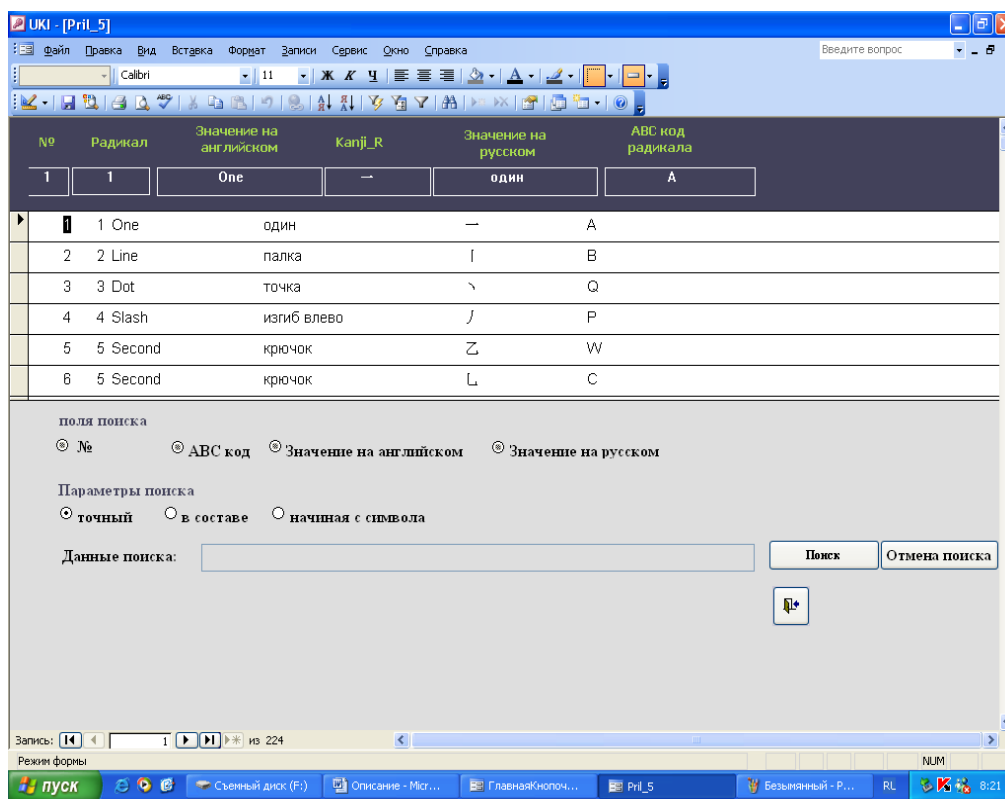 UKI - [Pril_5]
Файл Правка Вид Вставка Формат Записи Сервис Окно Справка Введите вопрос
Calibri 11 Ж К Ч
№ Радикал Значение на английском Kanji_R Значение на русском АВС код радикала
1 1 One 一 один A
1 1 One один 一 A
2 2 Line палка 丨 B
3 3 Dot точка 丶 Q
4 4 Slash изгиб влево 丿 P
5 5 Second крючок 乙 W
6 5 Second крючок 乚 C
поля поиска
№ АВС код Значение на английском Значение на русском
Параметры поиска
точный в составе начиная с символа
Данные поиска: Поиск Отмена поиска
Запись: 1 из 224
Режим формы NUM
пуск Съемный диск (F:) Описание - Micr... ГлавнаяКнопоч... Pril_5 Безымянный - P... RL 8:21